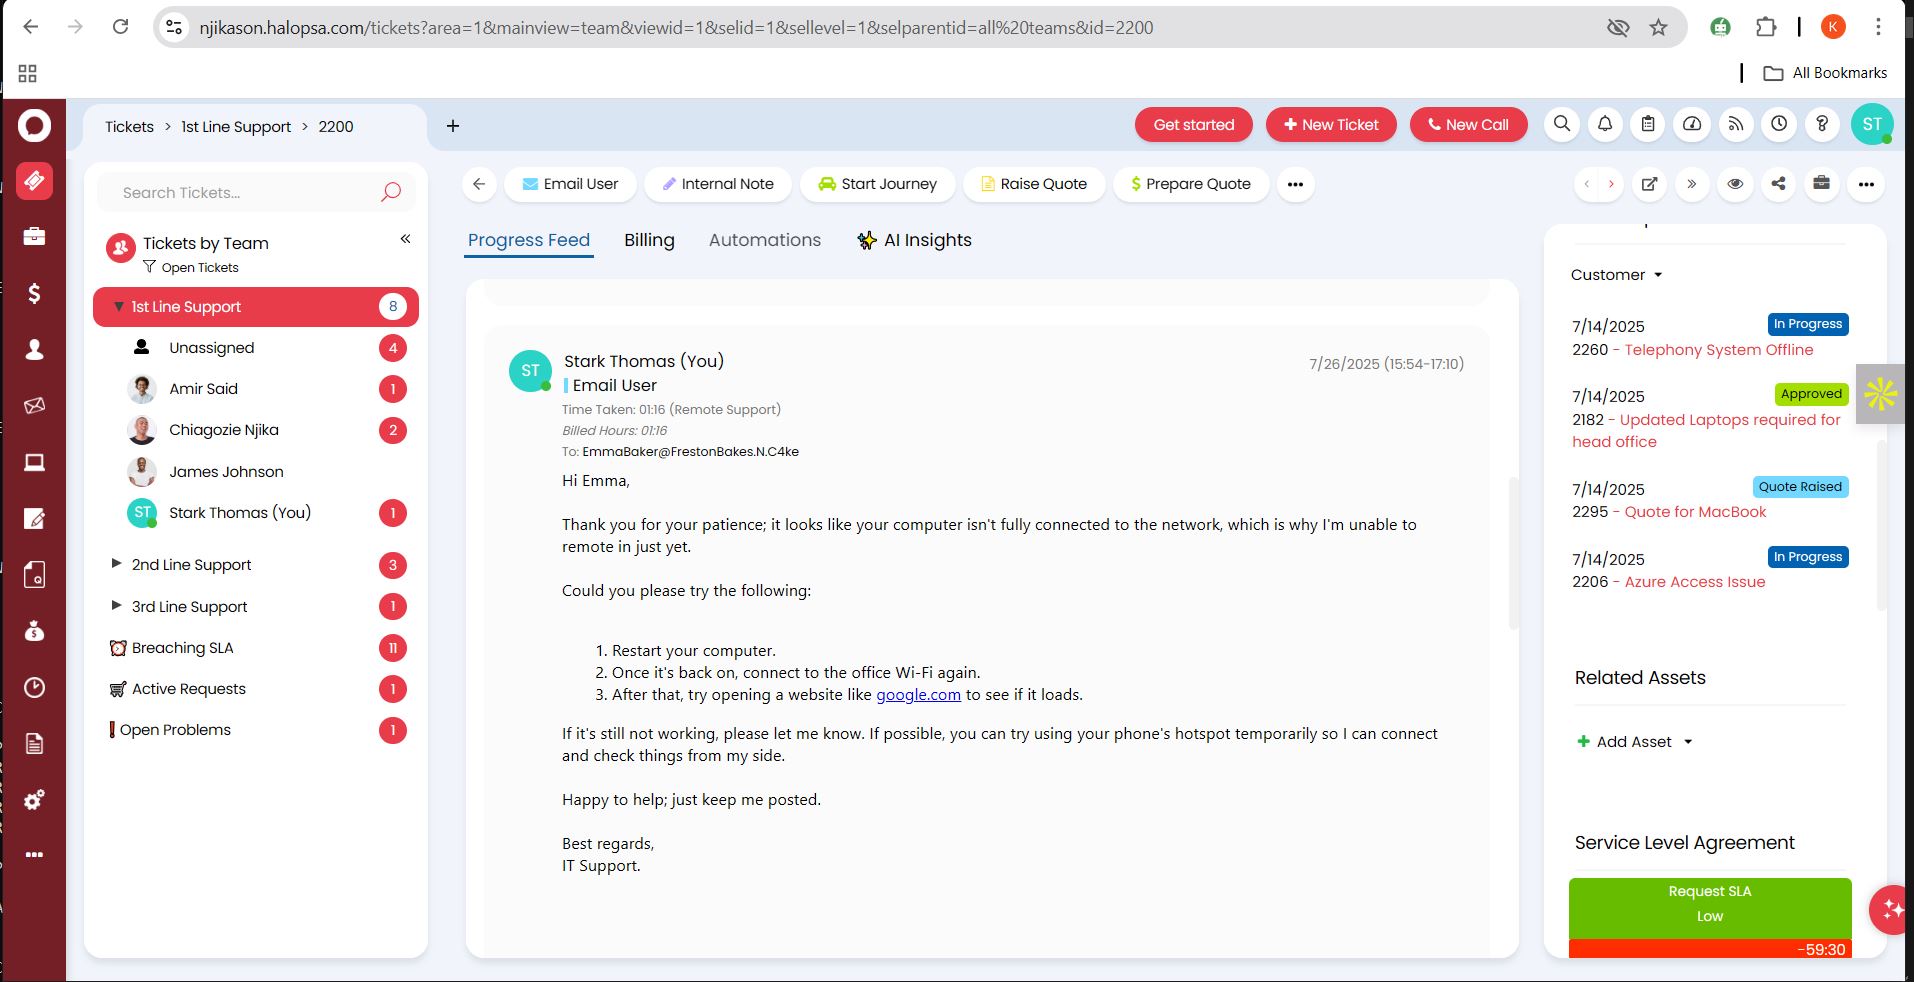 njikason.halopsa.com/tickets?area=1&mainview=team&viewid=1&selid=1&sellevel=1&selparentid=all%20teams&id=2200
K
All Bookmarks
Tickets > 1st Line Support > 2200
+
Get started
+ New Ticket
New Call
ST
Search Tickets...
Email User
Internal Note
Start Journey
Raise Quote
$ Prepare Quote
Tickets by Team
Open Tickets
1st Line Support 8
Unassigned 4
Amir Said 1
Chiagozie Njika 2
James Johnson
ST Stark Thomas (You) 1
2nd Line Support 3
3rd Line Support 1
Breaching SLA 11
Active Requests 1
Open Problems 1
Progress Feed
Billing
Automations
AI Insights
ST
Stark Thomas (You)
7/26/2025 (15:54-17:10)
Email User
Time Taken: 01:16 (Remote Support)
Billed Hours: 01:16
To: EmmaBaker@FrestonBakes.N.C4ke
Hi Emma,
Thank you for your patience; it looks like your computer isn't fully connected to the network, which is why I'm unable to
remote in just yet.
Could you please try the following:
1. Restart your computer.
2. Once it's back on, connect to the office Wi-Fi again.
3. After that, try opening a website like google.com to see if it loads.
If it's still not working, please let me know. If possible, you can try using your phone's hotspot temporarily so I can connect
and check things from my side.
Happy to help; just keep me posted.
Best regards,
IT Support.
Customer
7/14/2025 In Progress
2260 - Telephony System Offline
7/14/2025 Approved
2182 - Updated Laptops required for
head office
7/14/2025 Quote Raised
2295 - Quote for MacBook
7/14/2025 In Progress
2206 - Azure Access Issue
Related Assets
+ Add Asset
Service Level Agreement
Request SLA
Low
-59:30